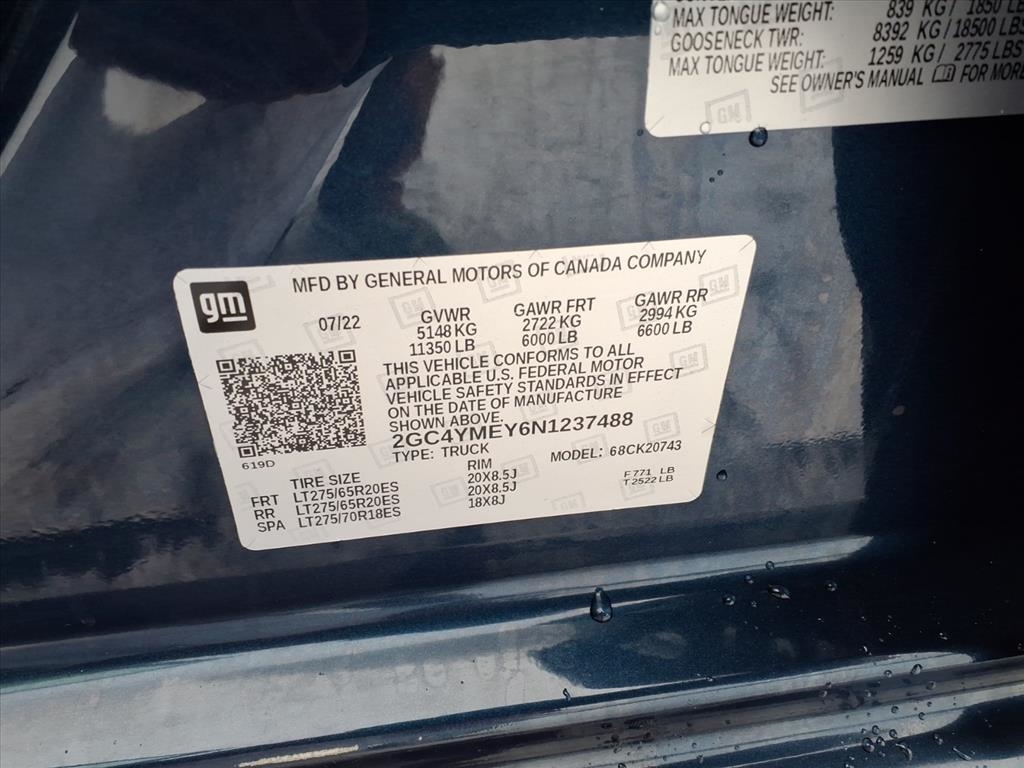 MAX TONGUE WEIGHT: 839 KG/ 1850 LB
GOOSENECK TWR: 8392 KG/18500 LBS
MAX TONGUE WEIGHT: 1259 KG/ 2775 LBS
SEE OWNER'S MANUAL FOR MORE
gm
MFD BY GENERAL MOTORS OF CANADA COMPANY
07/22
GVWR GAWR FRT GAWR RR
5148 KG 2722 KG 2994 KG
11350 LB 6000 LB 6600 LB
THIS VEHICLE CONFORMS TO ALL
APPLICABLE U.S. FEDERAL MOTOR
VEHICLE SAFETY STANDARDS IN EFFECT
ON THE DATE OF MANUFACTURE
SHOWN ABOVE.
2GC4YMEY6N1237488
TYPE: TRUCK MODEL: 68CK20743
619D
TIRE SIZE RIM
FRT LT275/65R20ES 20X8.5J F 771 LB
RR LT275/65R20ES 20X8.5J T 2522 LB
SPA LT275/70R18ES 18X8J